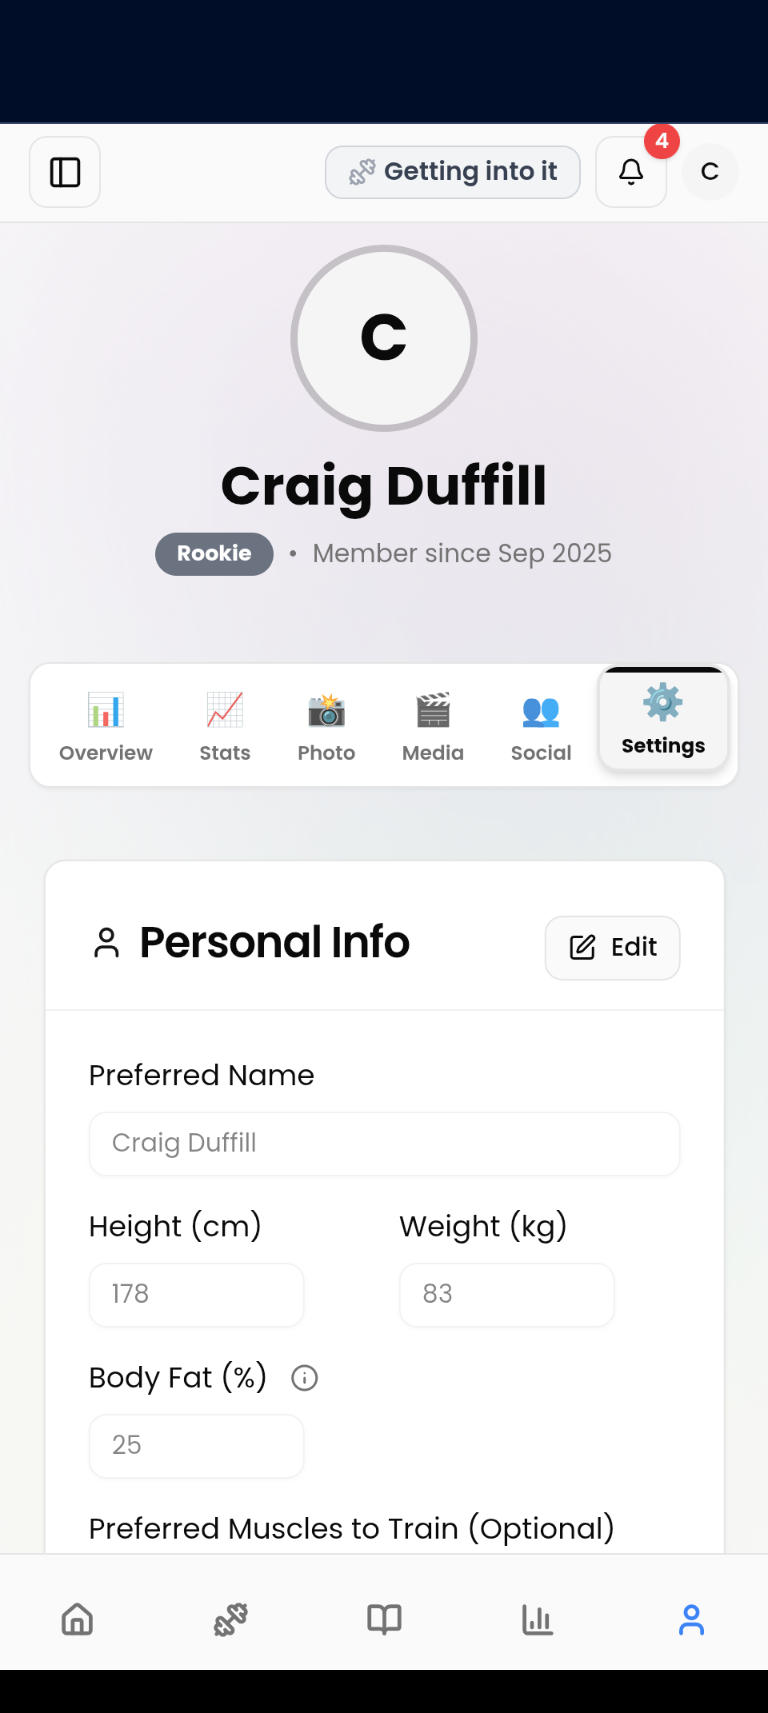 Getting into it
4
C
C
Craig Duffill
Rookie • Member since Sep 2025
Overview Stats Photo Media Social Settings
Personal Info
Edit
Preferred Name
Craig Duffill
Height (cm) Weight (kg)
178 83
Body Fat (%)
25
Preferred Muscles to Train (Optional)